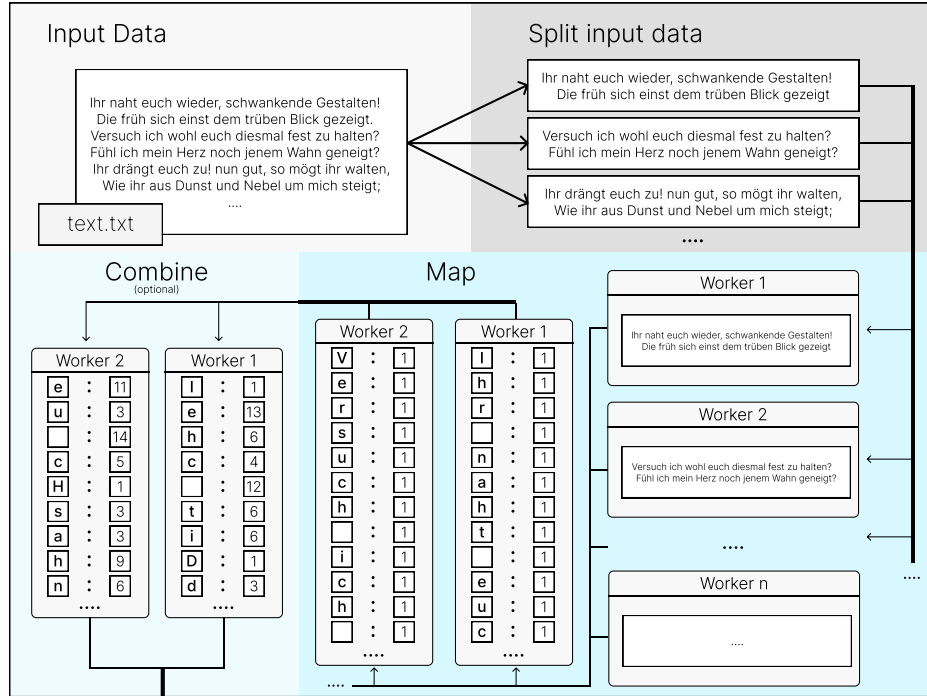 Input Data
Ihr naht euch wieder, schwankende Gestalten!
Die früh sich einst dem trüben Blick gezeigt.
Versuch ich wohl euch diesmal fest zu halten?
Fühl ich mein Herz noch jenem Wahn geneigt?
Ihr drängt euch zu! nun gut, so mögt ihr walten,
Wie ihr aus Dunst und Nebel um mich steigt;
....
text.txt
Split input data
Ihr naht euch wieder, schwankende Gestalten!
Die früh sich einst dem trüben Blick gezeigt
Versuch ich wohl euch diesmal fest zu halten?
Fühl ich mein Herz noch jenem Wahn geneigt?
Ihr drängt euch zu! nun gut, so mögt ihr walten,
Wie ihr aus Dunst und Nebel um mich steigt;
....
Combine
(optional)
Worker 2
e : 11
u : 3
: 14
c : 5
H : 1
s : 3
a : 3
h : 9
n : 6
....
Worker 1
I : 1
e : 13
h : 6
c : 4
: 12
t : 6
i : 6
D : 1
d : 3
....
Map
Worker 2
V : 1
e : 1
r : 1
s : 1
u : 1
c : 1
h : 1
: 1
i : 1
c : 1
h : 1
: 1
....
Worker 1
I : 1
h : 1
r : 1
: 1
n : 1
a : 1
h : 1
t : 1
: 1
e : 1
u : 1
c : 1
....
Worker 1
Ihr naht euch wieder, schwankende Gestalten!
Die früh sich einst dem trüben Blick gezeigt
Worker 2
Versuch ich wohl euch diesmal fest zu halten?
Fühl ich mein Herz noch jenem Wahn geneigt?
....
....
Worker n
....
....